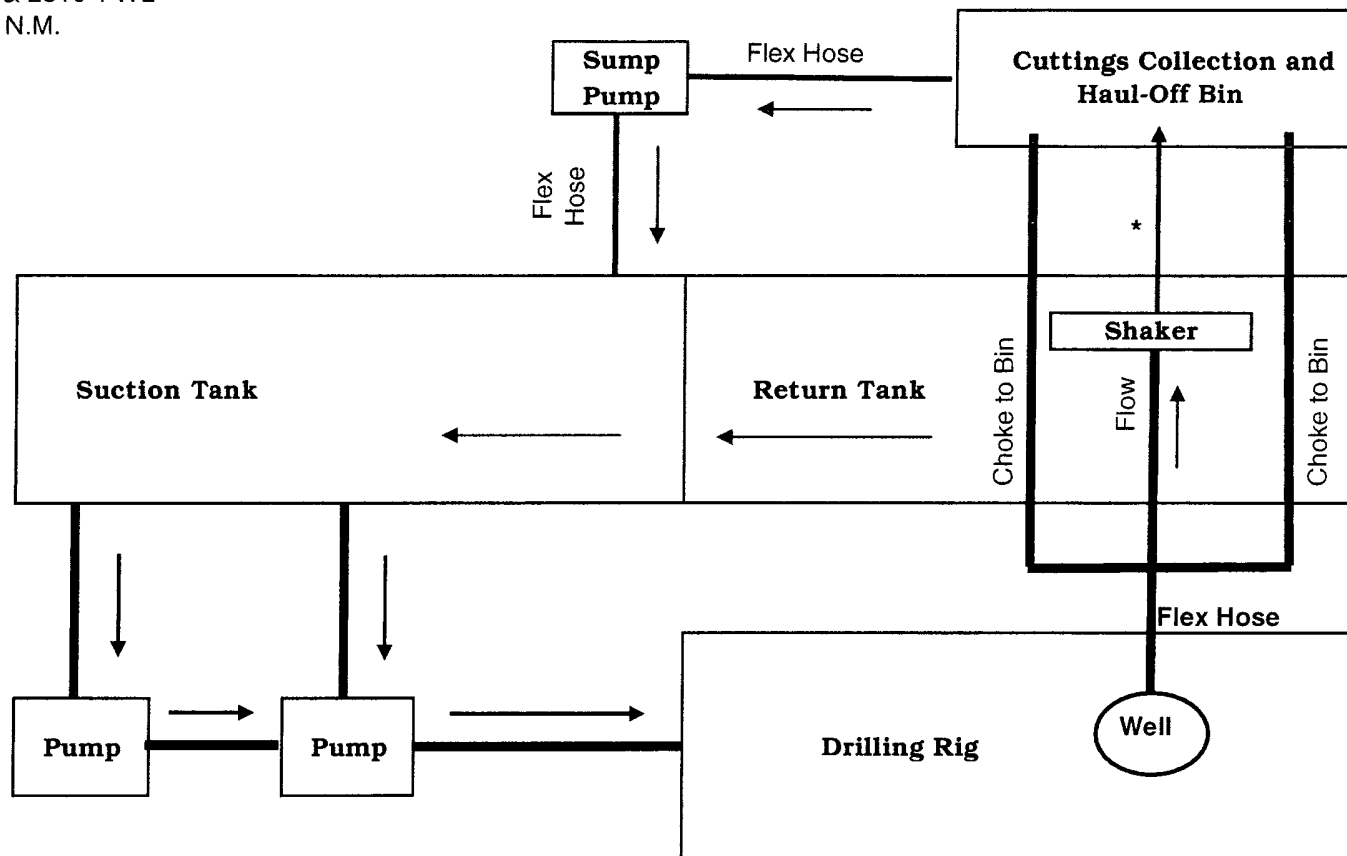 N.M.
Sump
Pump
Flex Hose
Cuttings Collection and
Haul-Off Bin
Flex
Hose
*
Shaker
Suction Tank
Return Tank
Choke to Bin
Flow
Choke to Bin
Flex Hose
Pump
Pump
Drilling Rig
Well